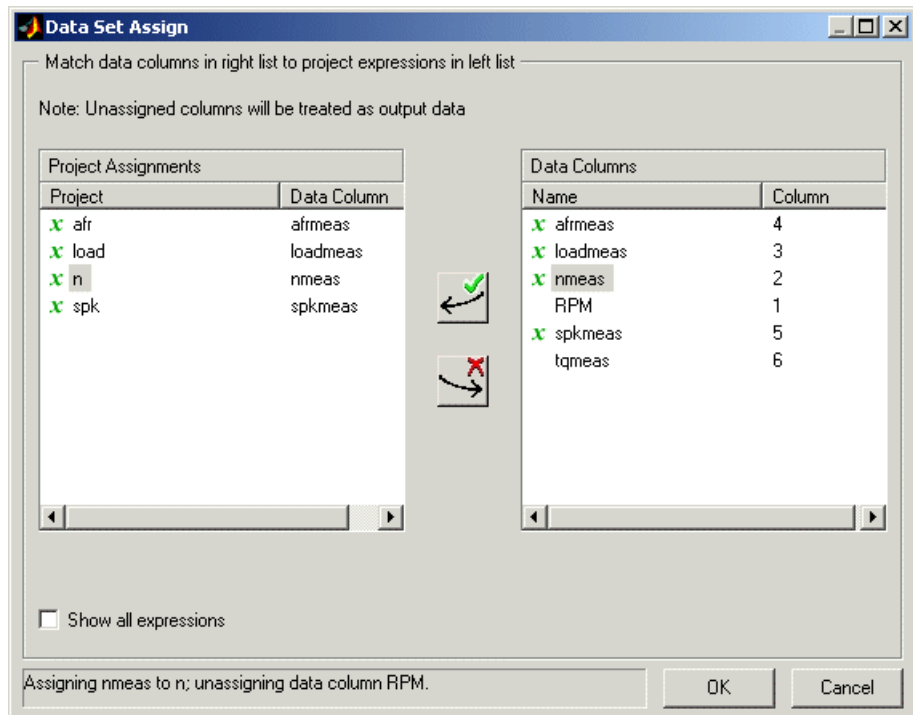 Data Set Assign
Match data columns in right list to project expressions in left list
Note: Unassigned columns will be treated as output data
Project Assignments
Project Data Column
x afr afrmeas
x load loadmeas
x n nmeas
x spk spkmeas
Data Columns
Name Column
x afrmeas 4
x loadmeas 3
x nmeas 2
RPM 1
x spkmeas 5
tqmeas 6
Show all expressions
Assigning nmeas to n; unassigning data column RPM.
OK Cancel